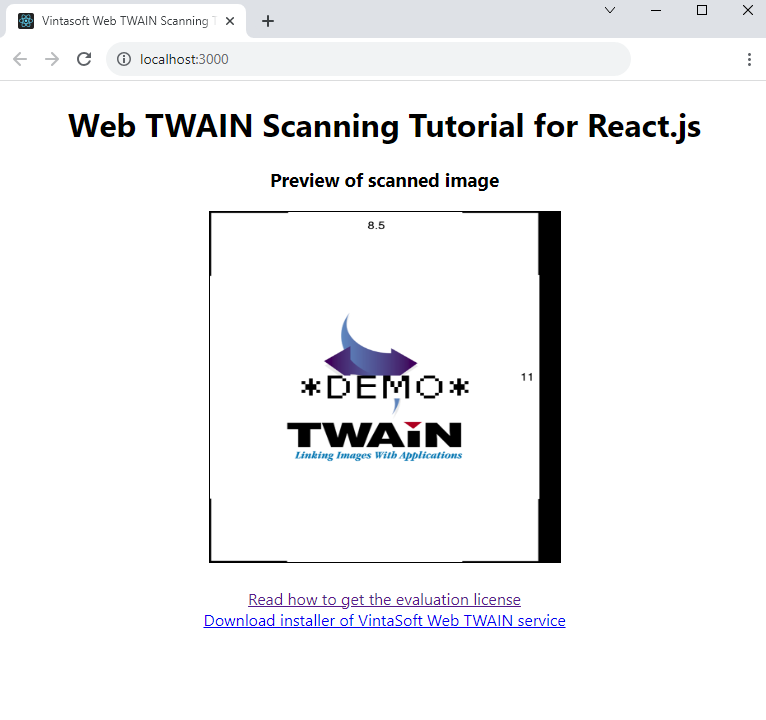 Vintasoft Web TWAIN Scanning T
localhost:3000
Web TWAIN Scanning Tutorial for React.js
Preview of scanned image
8.5
*DEMO*
11
TWAIN
Linking Images With Applications
Read how to get the evaluation license
Download installer of VintaSoft Web TWAIN service